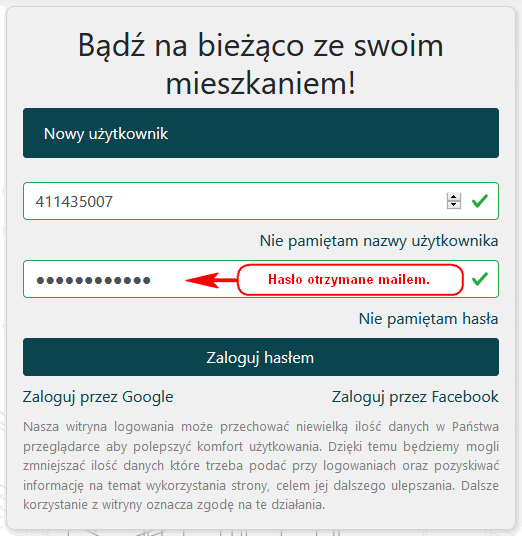 Bądź na bieżąco ze swoim
mieszkaniem!
Nowy użytkownik
411435007
Nie pamiętam nazwy użytkownika
Hasło otrzymane mailem.
Nie pamiętam hasła
Zaloguj hasłem
Zaloguj przez Google
Zaloguj przez Facebook
Nasza witryna logowania może przechować niewielką ilość danych w Państwa
przeglądarce aby polepszyć komfort użytkowania. Dzięki temu będziemy mogli
zmniejszać ilość danych które trzeba podać przy logowaniach oraz pozyskiwać
informację na temat wykorzystania strony, celem jej dalszego ulepszania. Dalsze
korzystanie z witryny oznacza zgodę na te działania.